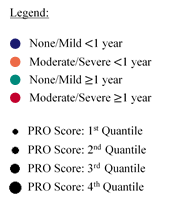 Legend:
None/Mild <1 year
Moderate/Severe <1 year
None/Mild ≥1 year
Moderate/Severe ≥1 year
PRO Score: 1st Quantile
PRO Score: 2nd Quantile
PRO Score: 3rd Quantile
PRO Score: 4th Quantile